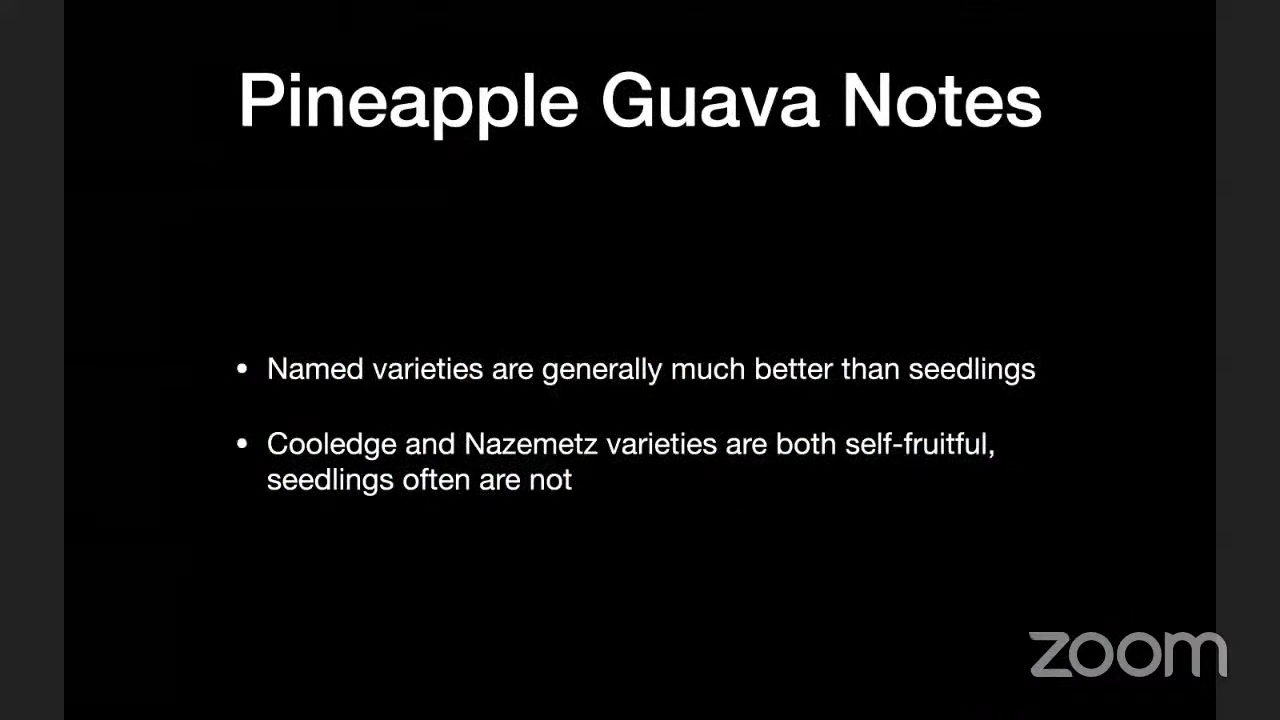 Pineapple Guava Notes
• Named varieties are generally much better than seedlings
• Cooledge and Nazemetz varieties are both self-fruitful,
seedlings often are not
zoom